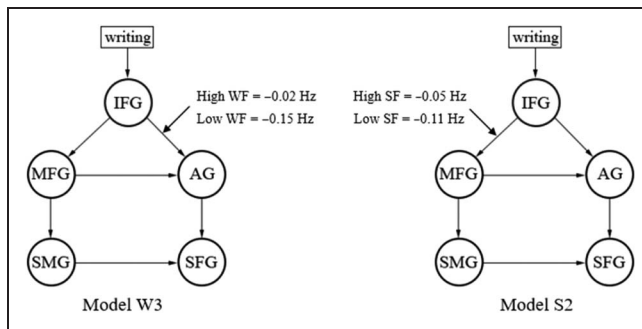 writing
IFG
High WF = –0.02 Hz
Low WF = –0.15 Hz
MFG
AG
SMG
SFG
Model W3
writing
IFG
High SF = –0.05 Hz
Low SF = –0.11 Hz
MFG
AG
SMG
SFG
Model S2